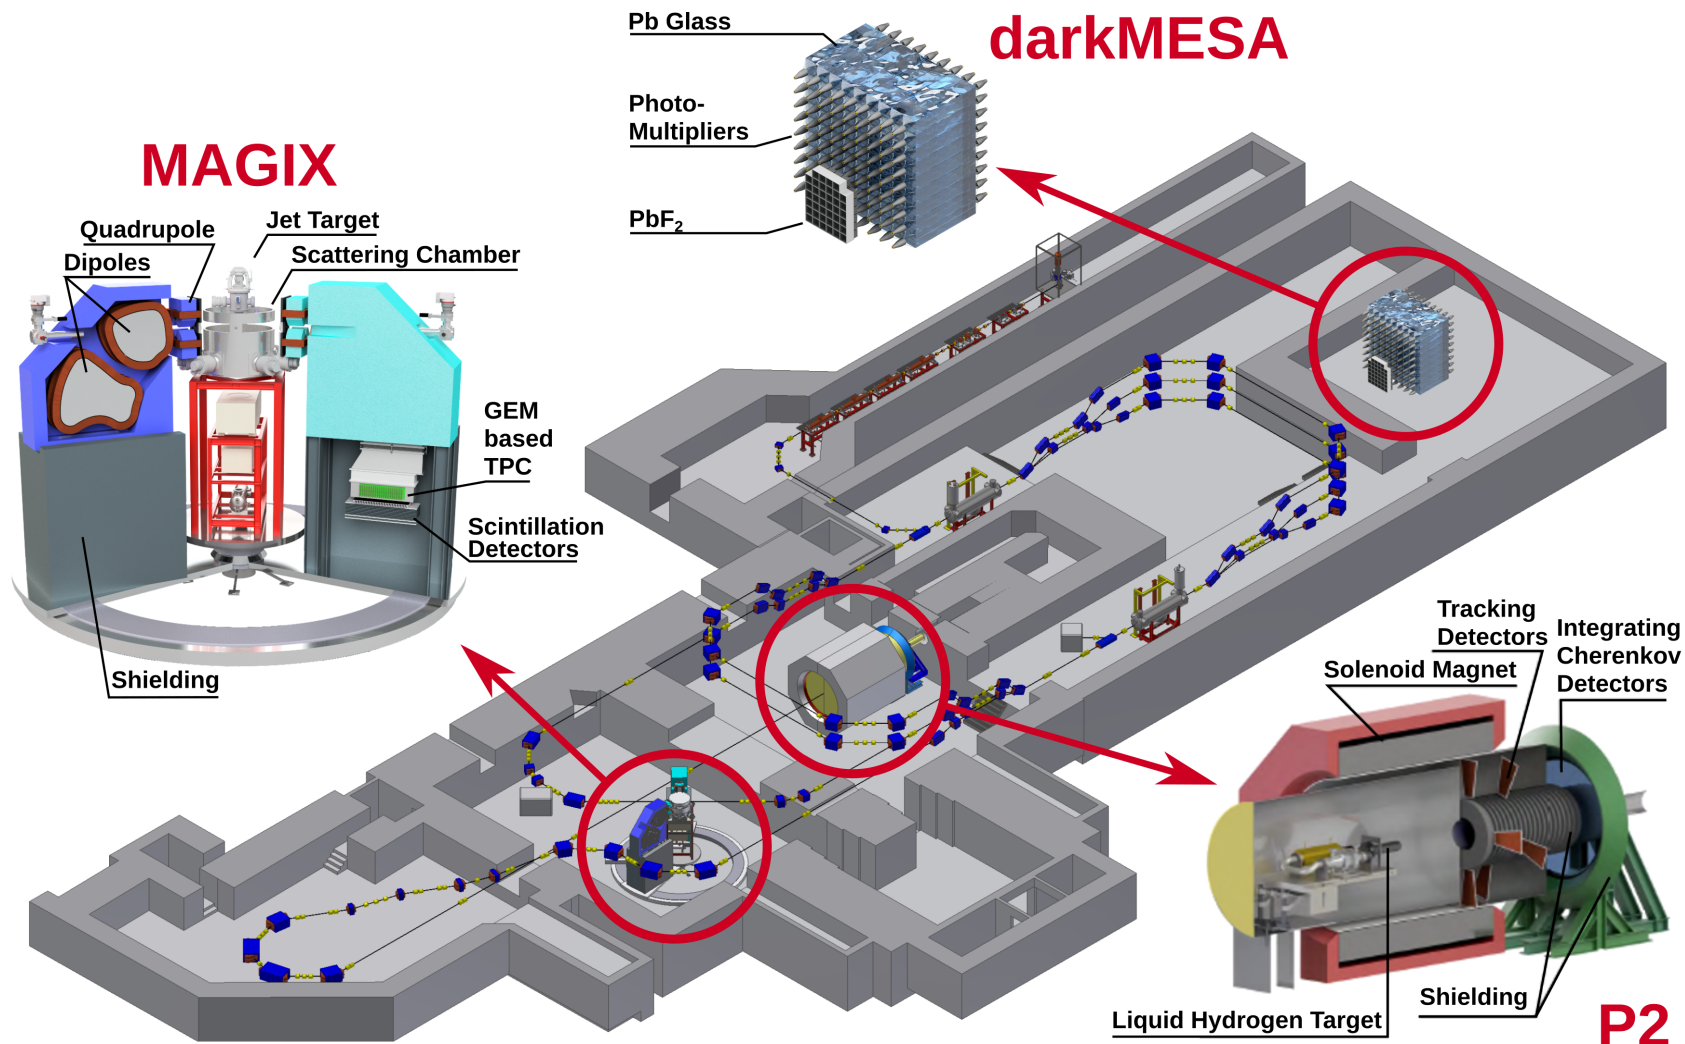 Pb Glass
darkMESA
Photo-
Multipliers
PbF₂
MAGIX
Quadrupole
Jet Target
Dipoles
Scattering Chamber
GEM
based
TPC
Scintillation
Detectors
Shielding
Tracking
Detectors
Integrating
Cherenkov
Detectors
Solenoid Magnet
Liquid Hydrogen Target
Shielding
P2